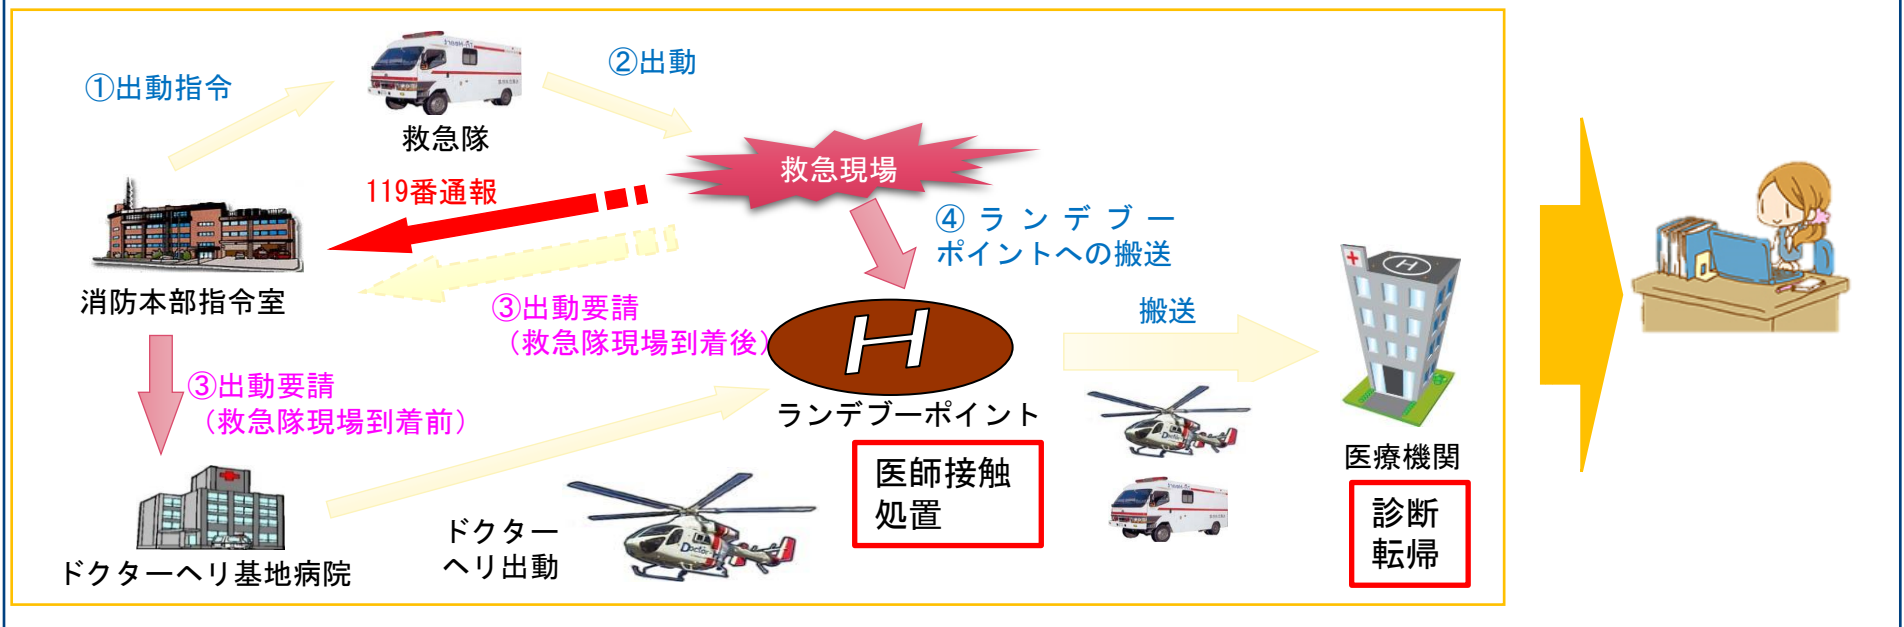 ①出動指令
②出動
救急隊
救急現場
119番通報
④ランデブー
ポイントへの搬送
消防本部指令室
③出動要請
(救急隊現場到着後)
搬送
H
H
③出動要請
(救急隊現場到着前)
ランデブーポイント
医師接触
処置
医療機関
診断
転帰
ドクター
ヘリ出動
Doctor
ドクターヘリ基地病院